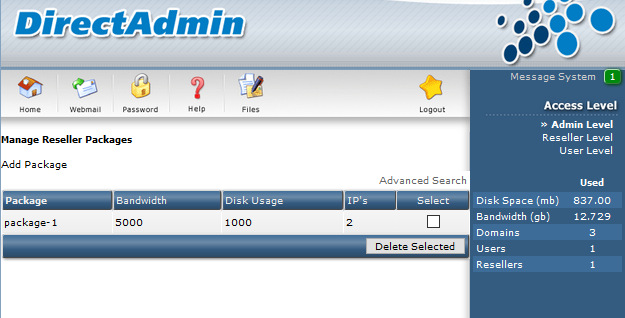 DirectAdmin
Message System 1
Home Webmail Password Help Files Logout
Access Level
» Admin Level
Reseller Level
User Level
Manage Reseller Packages
Add Package
Advanced Search
Package Bandwidth Disk Usage IP's Select
package-1 5000 1000 2
Delete Selected
Used
Disk Space (mb) 837.00
Bandwidth (gb) 12.729
Domains 3
Users 1
Resellers 1